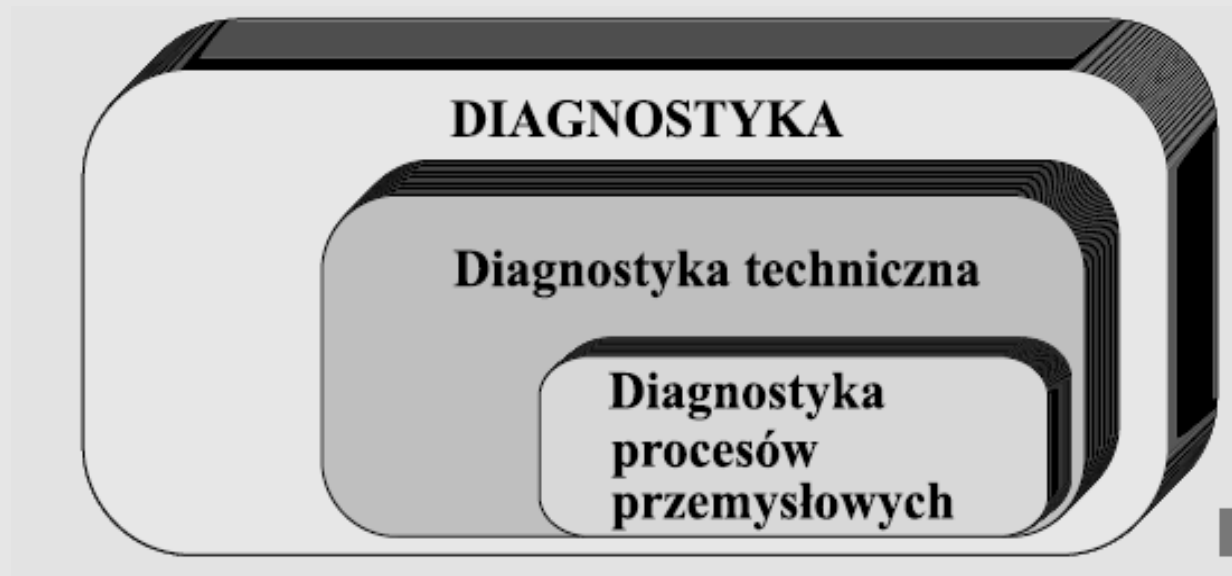 DIAGNOSTYKA
Diagnostyka techniczna
Diagnostyka
procesów
przemysłowych